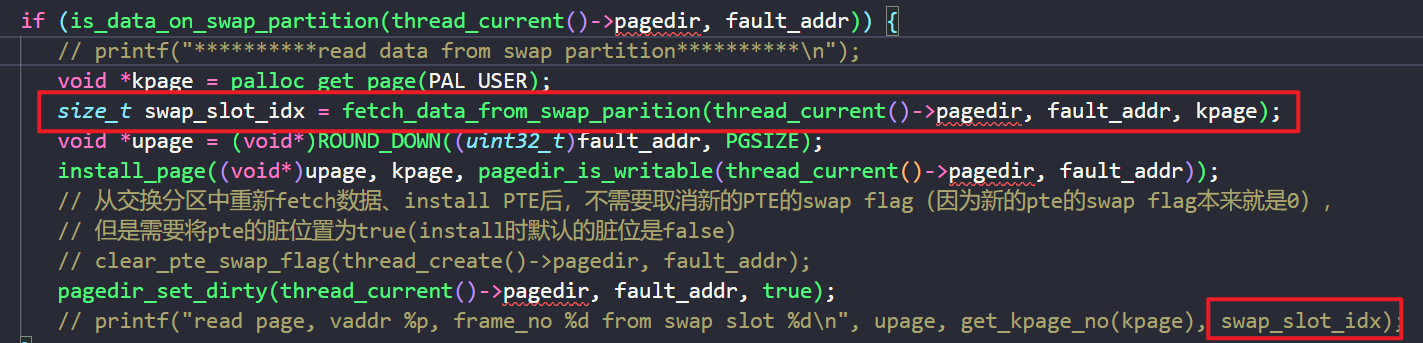 if (is_data_on_swap_partition(thread_current()->pagedir, fault_addr)) {
// printf("**********read data from swap partition**********\n");
void *kpage = palloc_get_page(PAL_USER);
size_t swap_slot_idx = fetch_data_from_swap_parition(thread_current()->pagedir, fault_addr, kpage);
void *upage = (void*)ROUND_DOWN((uint32_t)fault_addr, PGSIZE);
install_page((void*)upage, kpage, pagedir_is_writable(thread_current()->pagedir, fault_addr));
// 从交换分区中重新fetch数据、install PTE后，不需要取消新的PTE的swap flag（因为新的pte的swap flag本来就是0），
// 但是需要将pte的脏位置为true(install时默认的脏位是false)
// clear_pte_swap_flag(thread_create()->pagedir, fault_addr);
pagedir_set_dirty(thread_current()->pagedir, fault_addr, true);
// printf("read page, vaddr %p, frame_no %d from swap slot %d\n", upage, get_kpage_no(kpage), swap_slot_idx);